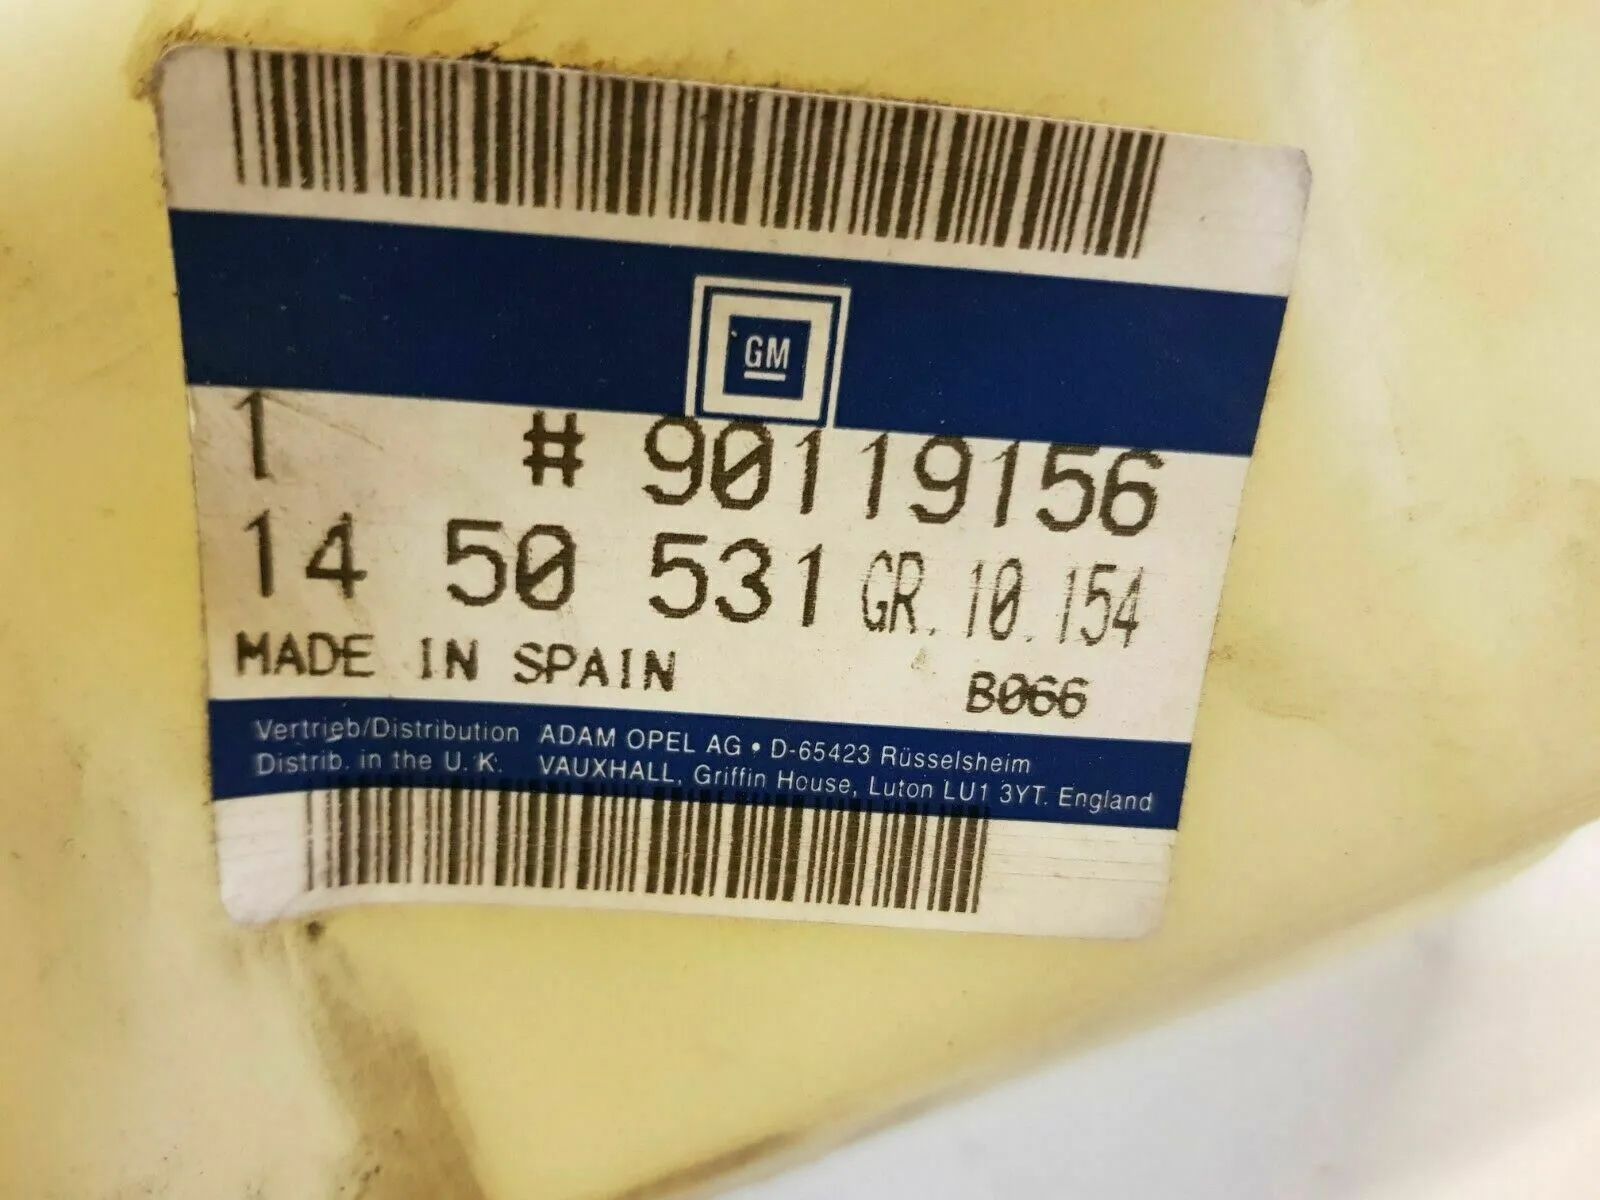 GM
1 # 90119156
14 50 531 GR. 10. 154
MADE IN SPAIN B066
Vertrieb/Distribution ADAM OPEL AG • D-65423 Rüsselsheim
Distrib. in the U. K. VAUXHALL, Griffin House, Luton LU1 3YT. England